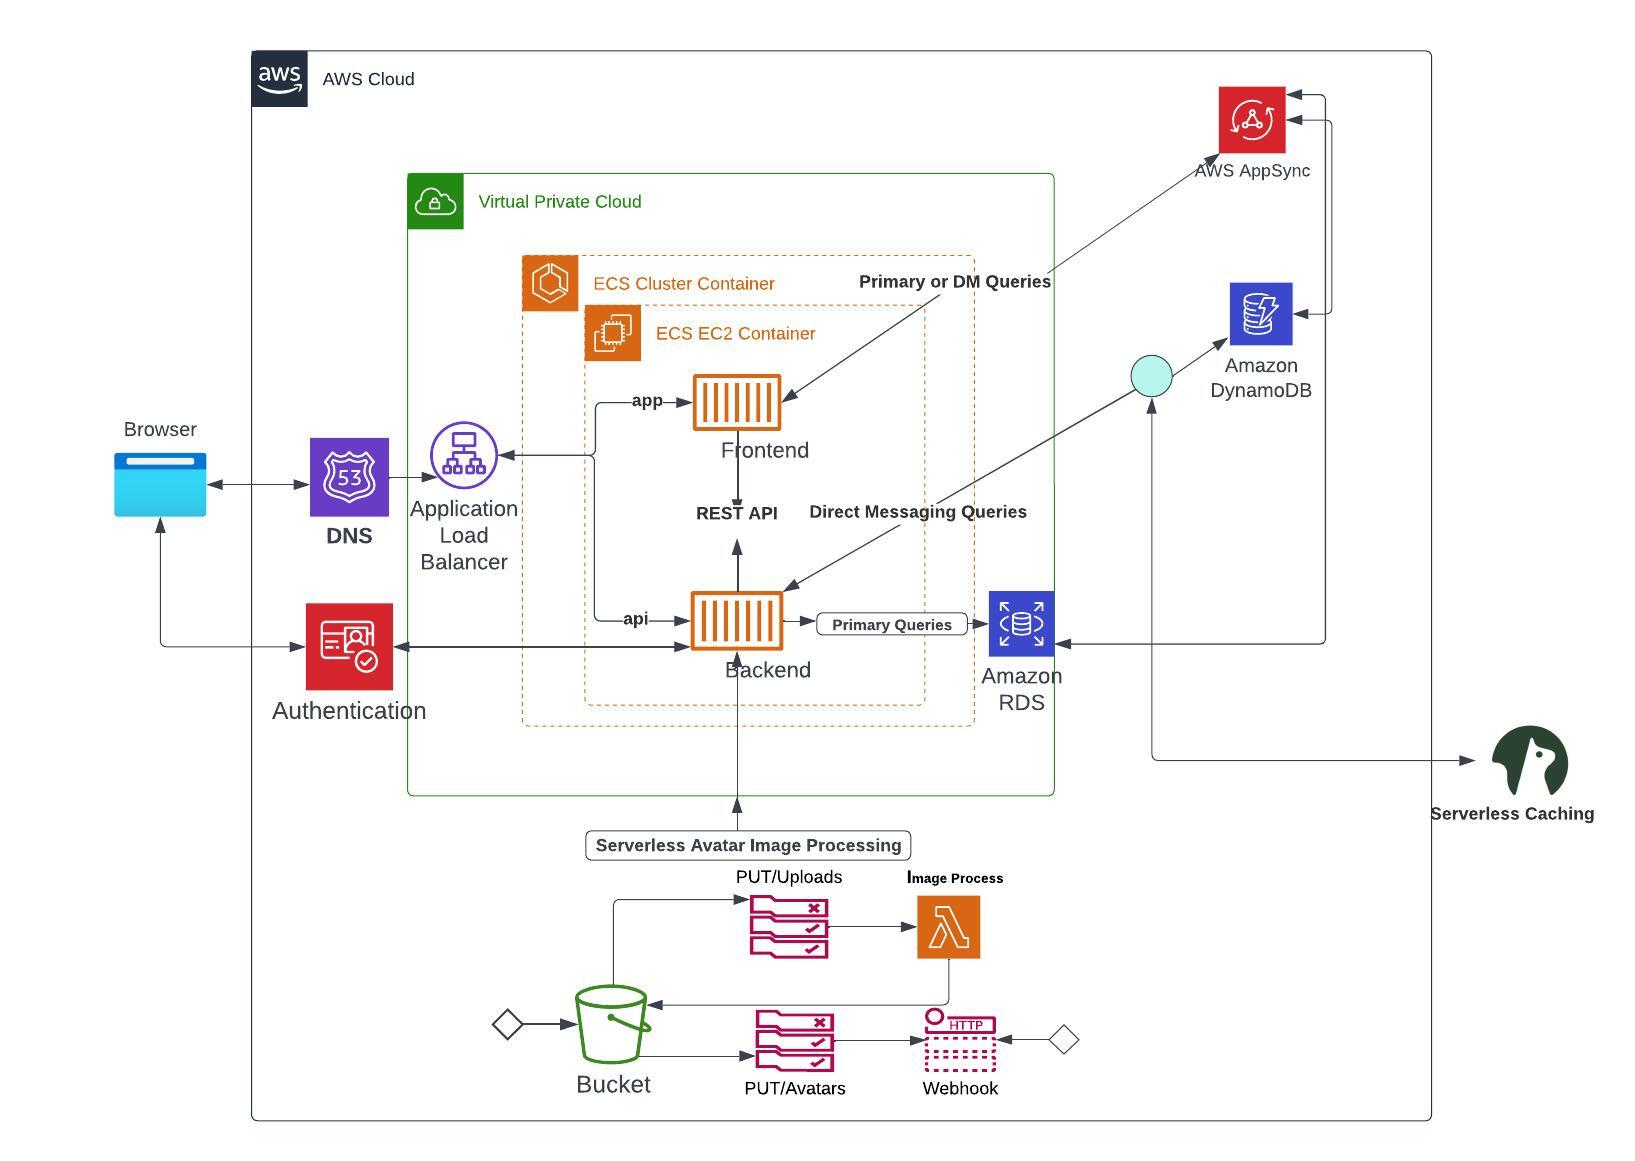 aws
AWS Cloud
AWS AppSync
Virtual Private Cloud
ECS Cluster Container
Primary or DM Queries
ECS EC2 Container
Amazon
DynamoDB
app
Browser
Frontend
53
DNS
Application
Load
Balancer
REST API
Direct Messaging Queries
api
Primary Queries
Backend
Amazon
RDS
Authentication
Serverless Caching
Serverless Avatar Image Processing
PUT/Uploads
Image Process
HTTP
Bucket
PUT/Avatars
Webhook